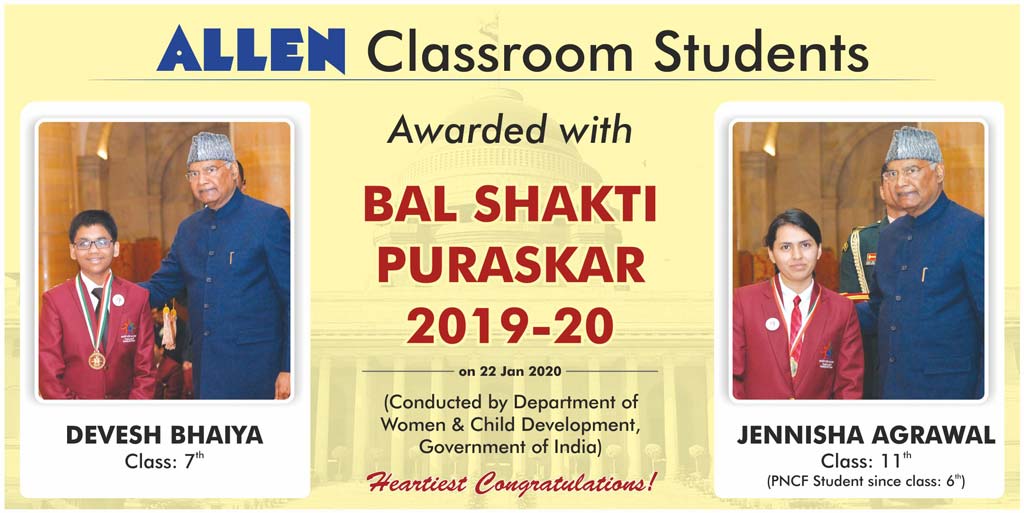 ALLEN Classroom Students
Awarded with
BAL SHAKTI
PURASKAR
2019-20
on 22 Jan 2020
(Conducted by Department of
Women & Child Development,
Government of India)
Heartiest Congratulations!
DEVESH BHAIYA
Class: 7th
JENNISHA AGRAWAL
Class: 11th
(PNCF Student since class: 6th)